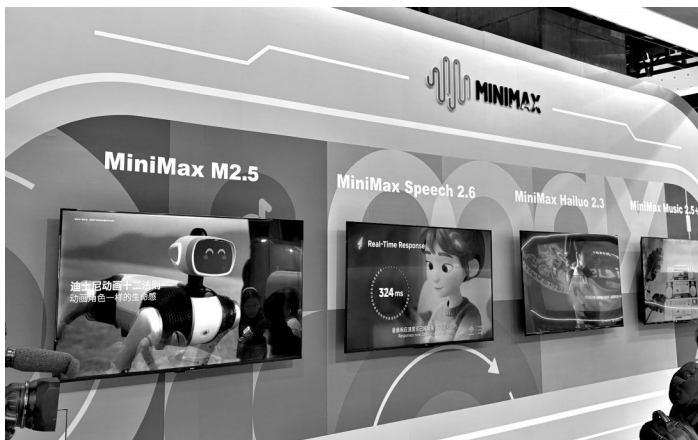 MINIMAX
MiniMax M2.5
MiniMax Speech 2.6
MiniMax Hailuo 2.3
MiniMax Music 2.5+
迪士尼动画十二法则
动画角色一样的生命感
Real-Time Response
324 ms